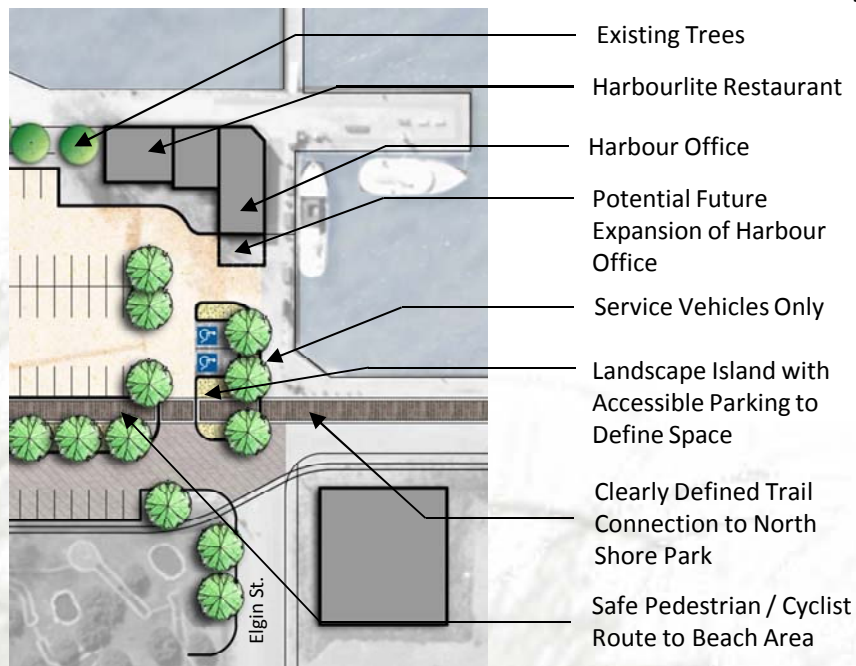 Existing Trees
Harbourlite Restaurant
Harbour Office
Potential Future
Expansion of Harbour
Office
Service Vehicles Only
Landscape Island with
Accessible Parking to
Define Space
Clearly Defined Trail
Connection to North
Shore Park
Safe Pedestrian / Cyclist
Route to Beach Area
Elgin St.